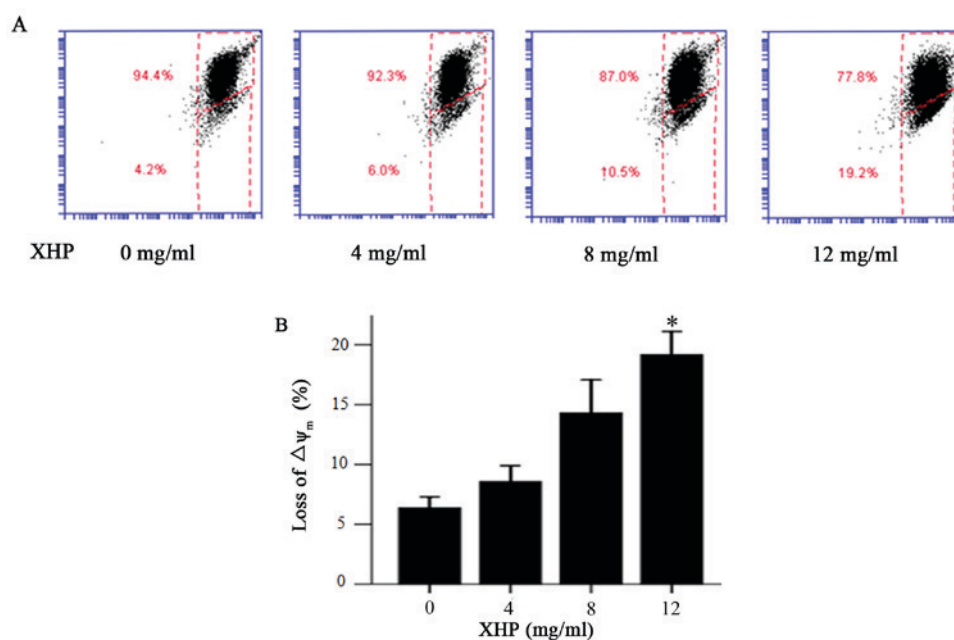 A
94.4%
92.3%
87.0%
77.8%
4.2%
6.0%
10.5%
19.2%
XHP 0 mg/ml 4 mg/ml 8 mg/ml 12 mg/ml
B
*
Loss of △ψm (%)
20
15
10
5
0
0 4 8 12
XHP (mg/ml)